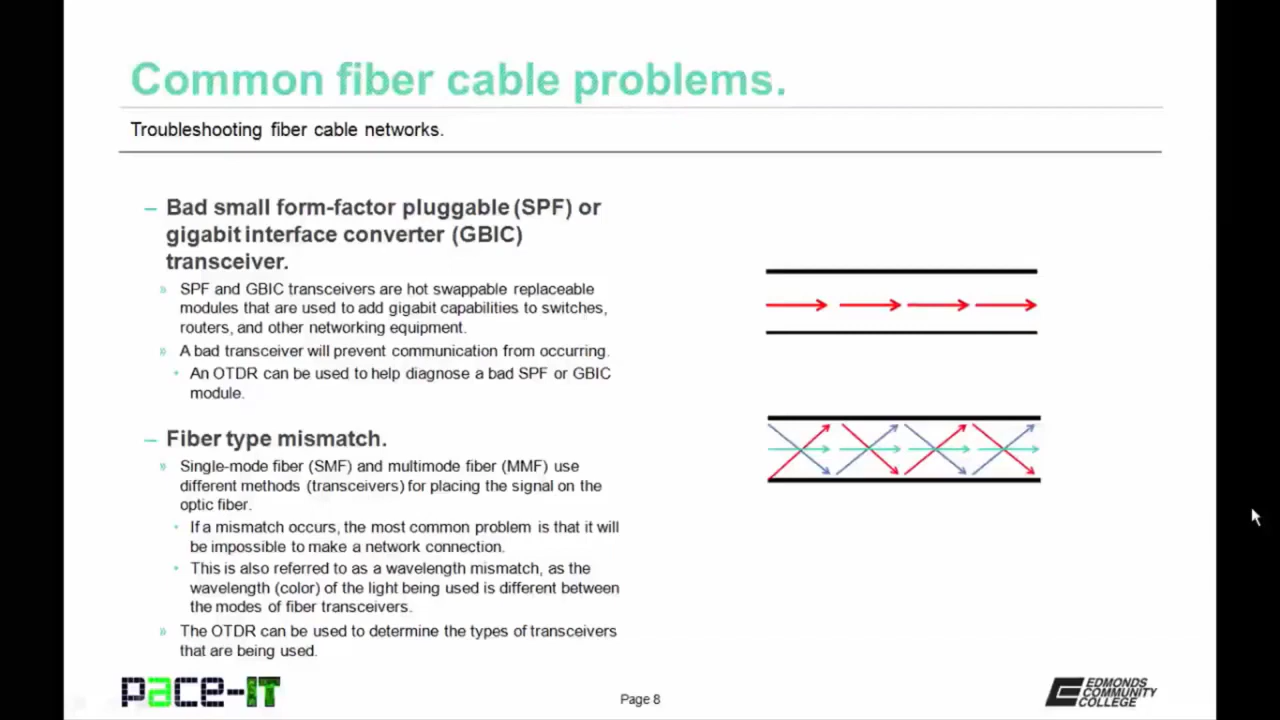 Common fiber cable problems.
Troubleshooting fiber cable networks.
– Bad small form-factor pluggable (SPF) or
gigabit interface converter (GBIC)
transceiver.
» SPF and GBIC transceivers are hot swappable replaceable
modules that are used to add gigabit capabilities to switches,
routers, and other networking equipment.
» A bad transceiver will prevent communication from occurring.
• An OTDR can be used to help diagnose a bad SPF or GBIC
module.
– Fiber type mismatch.
» Single-mode fiber (SMF) and multimode fiber (MMF) use
different methods (transceivers) for placing the signal on the
optic fiber.
• If a mismatch occurs, the most common problem is that it will
be impossible to make a network connection.
• This is also referred to as a wavelength mismatch, as the
wavelength (color) of the light being used is different between
the modes of fiber transceivers.
» The OTDR can be used to determine the types of transceivers
that are being used.
pace-IT
Page 8
EDMONDS
COMMUNITY
COLLEGE